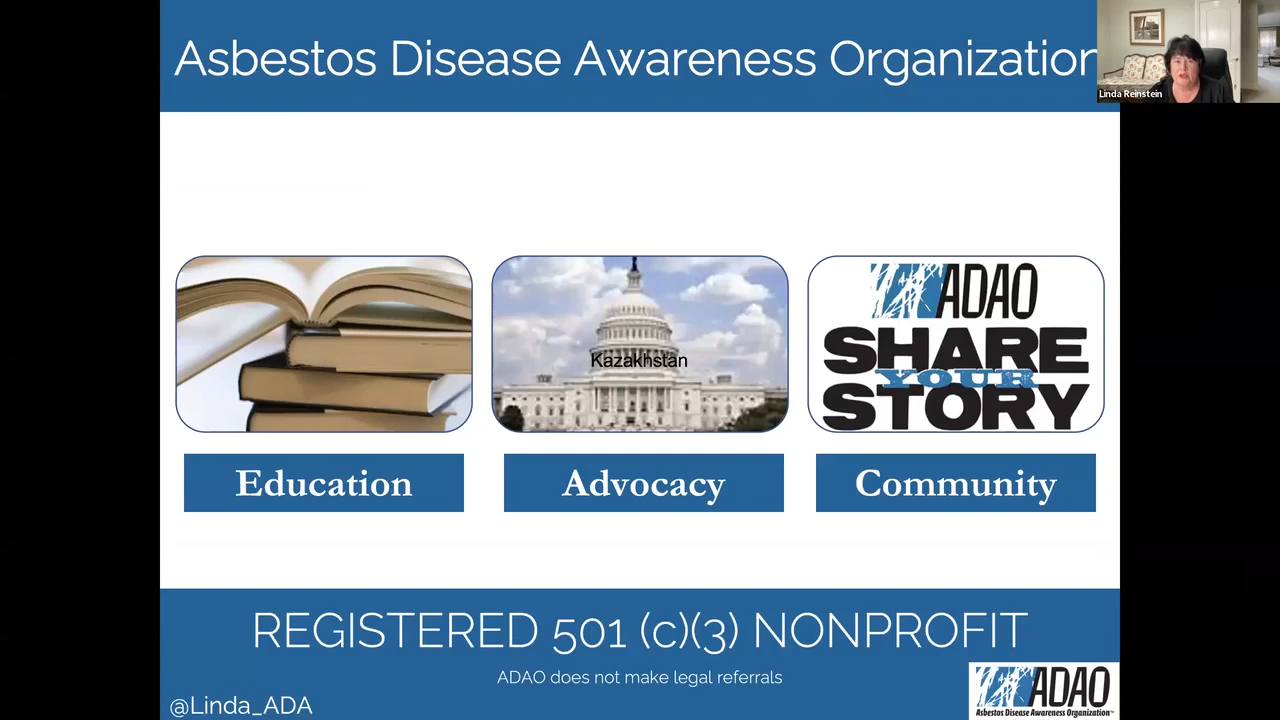 Asbestos Disease Awareness Organization
Linda Reinstein
Kazakhstan
ADAO
SHARE
YOUR
STORY
Education
Advocacy
Community
REGISTERED 501 (c)(3) NONPROFIT
ADAO does not make legal referrals
@Linda_ADA
ADAO
Asbestos Disease Awareness Organization™